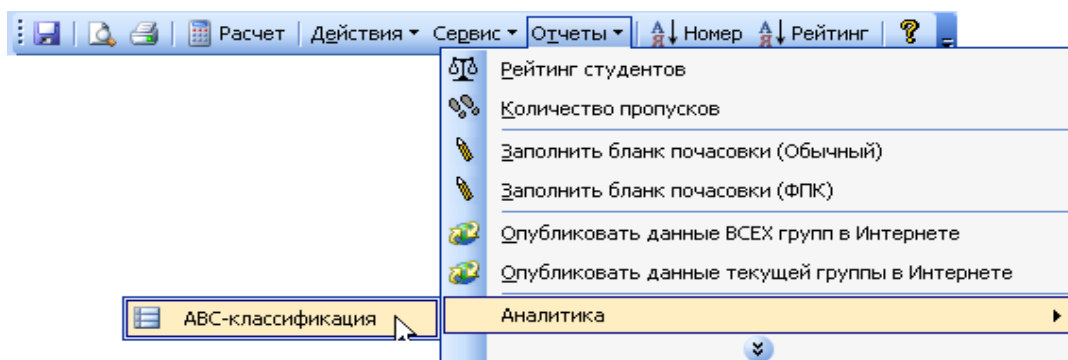 Расчет Действия Сервис Отчеты Номер Рейтинг
Рейтинг студентов
Количество пропусков
Заполнить бланк почасовки (Обычный)
Заполнить бланк почасовки (ФПК)
Опубликовать данные ВСЕХ групп в Интернете
Опубликовать данные текущей группы в Интернете
Аналитика
АВС-классификация